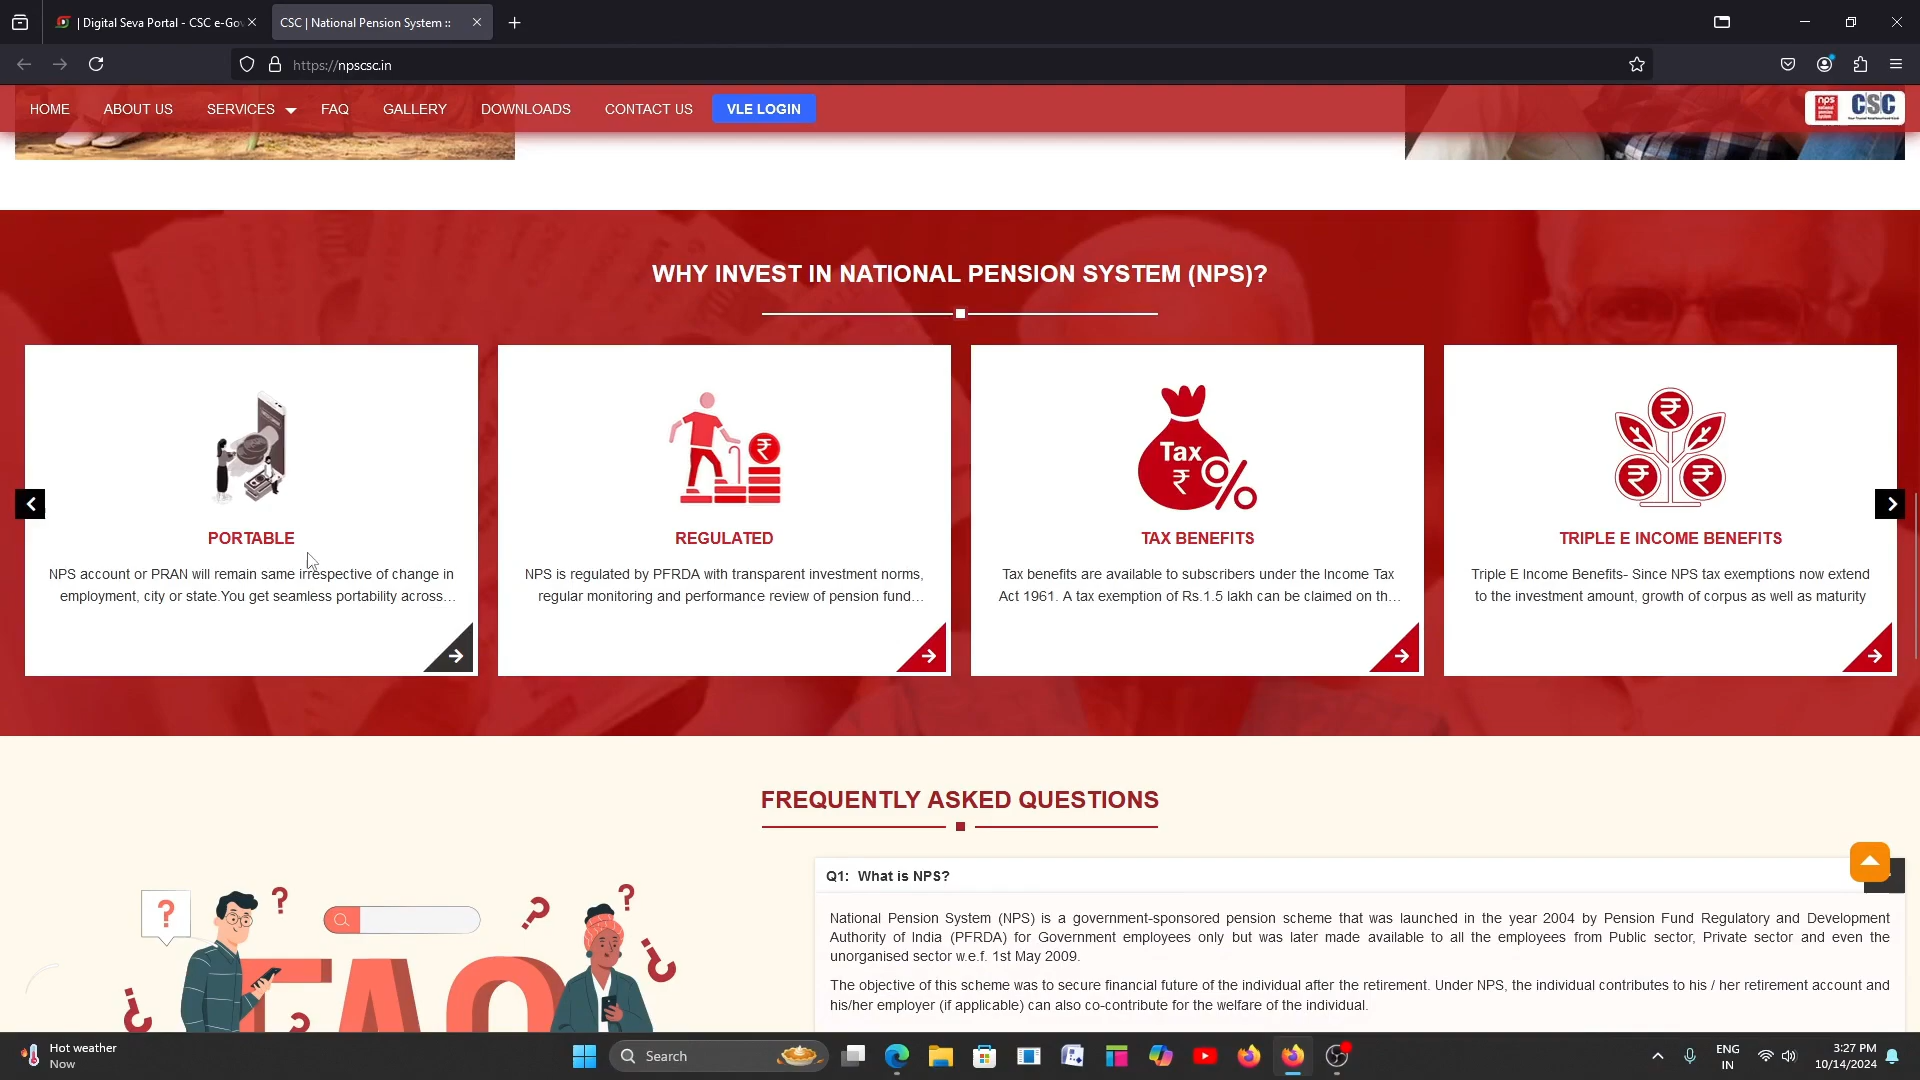 | Digital Seva Portal - CSC e-Gov
CSC | National Pension System ::
https://npscsc.in
HOME
ABOUT US
SERVICES
FAQ
GALLERY
DOWNLOADS
CONTACT US
VLE LOGIN
nps
CSC
WHY INVEST IN NATIONAL PENSION SYSTEM (NPS)?
PORTABLE
NPS account or PRAN will remain same irrespective of change in
employment, city or state.You get seamless portability across...
Tax
₹
REGULATED
NPS is regulated by PFRDA with transparent investment norms,
regular monitoring and performance review of pension fund...
TAX BENEFITS
Tax benefits are available to subscribers under the Income Tax
Act 1961. A tax exemption of Rs.1.5 lakh can be claimed on th...
TRIPLE E INCOME BENEFITS
Triple E Income Benefits- Since NPS tax exemptions now extend
to the investment amount, growth of corpus as well as maturity
FREQUENTLY ASKED QUESTIONS
FAQ
Q1: What is NPS?
National Pension System (NPS) is a government-sponsored pension scheme that was launched in the year 2004 by Pension Fund Regulatory and Development
Authority of India (PFRDA) for Government employees only but was later made available to all the employees from Public sector, Private sector and even the
unorganised sector w.e.f. 1st May 2009.
The objective of this scheme was to secure financial future of the individual after the retirement. Under NPS, the individual contributes to his / her retirement account and
his/her employer (if applicable) can also co-contribute for the welfare of the individual.
Hot weather
Now
Search
ENG
IN
3:27 PM
10/14/2024